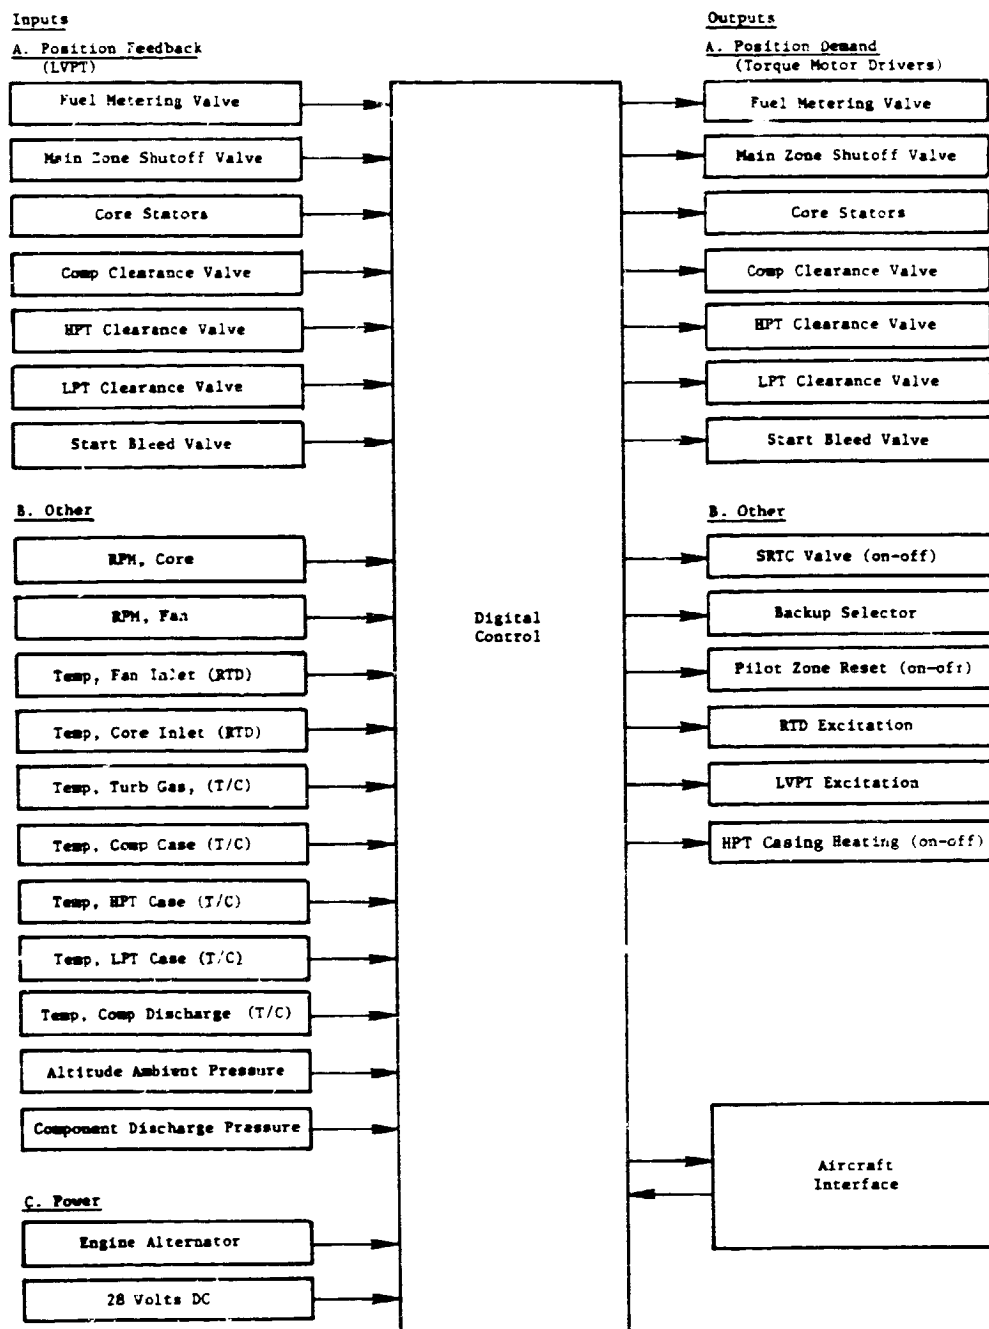 Inputs
A. Position Feedback
(LVPT)
Fuel Metering Valve
Main Zone Shutoff Valve
Core Stators
Comp Clearance Valve
HPT Clearance Valve
LPT Clearance Valve
Start Bleed Valve
B. Other
RPM, Core
RPM, Fan
Temp, Fan Inlet (RTD)
Temp, Core Inlet (RTD)
Temp, Turb Gas, (T/C)
Temp, Comp Case (T/C)
Temp, HPT Case (T/C)
Temp, LPT Case (T/C)
Temp, Comp Discharge (T/C)
Altitude Ambient Pressure
Component Discharge Pressure
C. Power
Engine Alternator
28 Volts DC
Digital
Control
Outputs
A. Position Demand
(Torque Motor Drivers)
Fuel Metering Valve
Main Zone Shutoff Valve
Core Stators
Comp Clearance Valve
HPT Clearance Valve
LPT Clearance Valve
Start Bleed Valve
B. Other
SRTC Valve (on-off)
Backup Selector
Pilot Zone Reset (on-off)
RTD Excitation
LVPT Excitation
HPT Casing Heating (on-off)
Aircraft
Interface